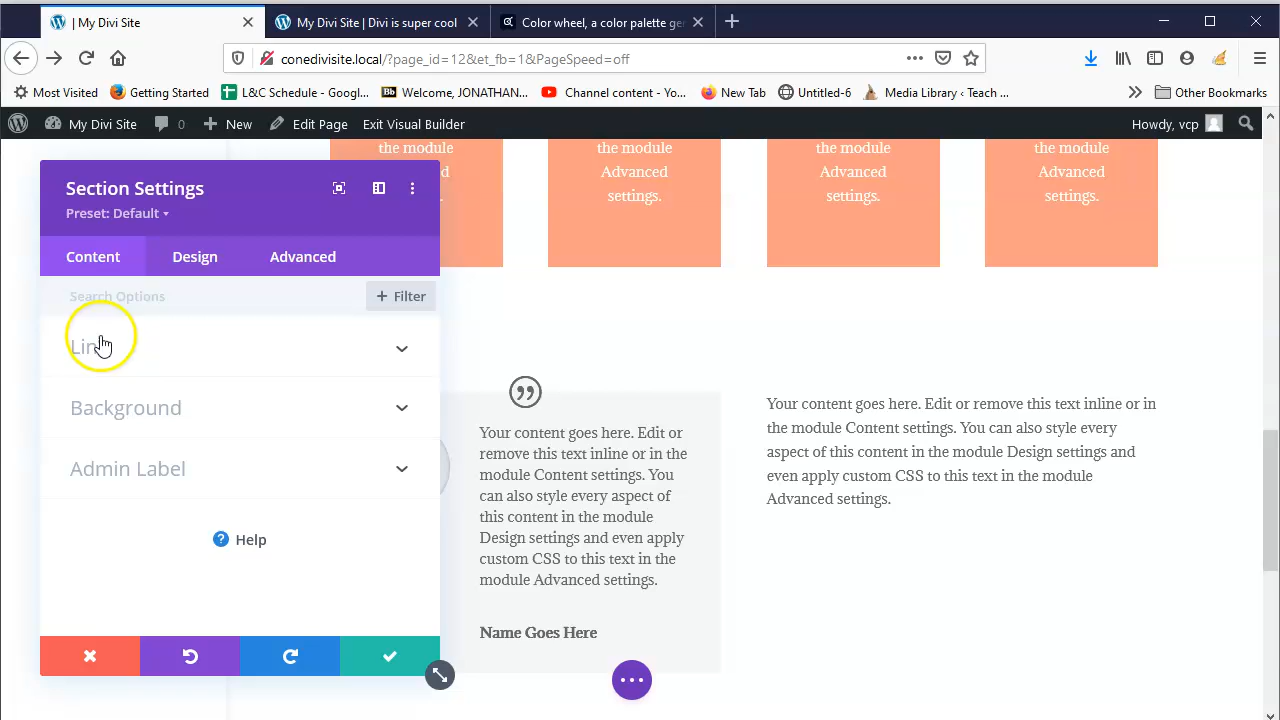 | My Divi Site
My Divi Site | Divi is super cool
Color wheel, a color palette gen
conedivisite.local/?page_id=12&et_fb=1&PageSpeed=off
Most Visited
Getting Started
L&C Schedule - Googl...
Bb
Welcome, JONATHAN...
Channel content - Yo...
New Tab
Untitled-6
Media Library ‹ Teach ...
Other Bookmarks
My Divi Site
0
New
Edit Page
Exit Visual Builder
Howdy, vcp
Section Settings
Preset: Default
Content
Design
Advanced
Search Options
+ Filter
Link
Background
Admin Label
? Help
the module
Advanced
settings.
the module
Advanced
settings.
the module
Advanced
settings.
the module
Advanced
settings.
Your content goes here. Edit or
remove this text inline or in the
module Content settings. You
can also style every aspect of
this content in the module
Design settings and even apply
custom CSS to this text in the
module Advanced settings.
Name Goes Here
Your content goes here. Edit or remove this text inline or in
the module Content settings. You can also style every
aspect of this content in the module Design settings and
even apply custom CSS to this text in the module
Advanced settings.